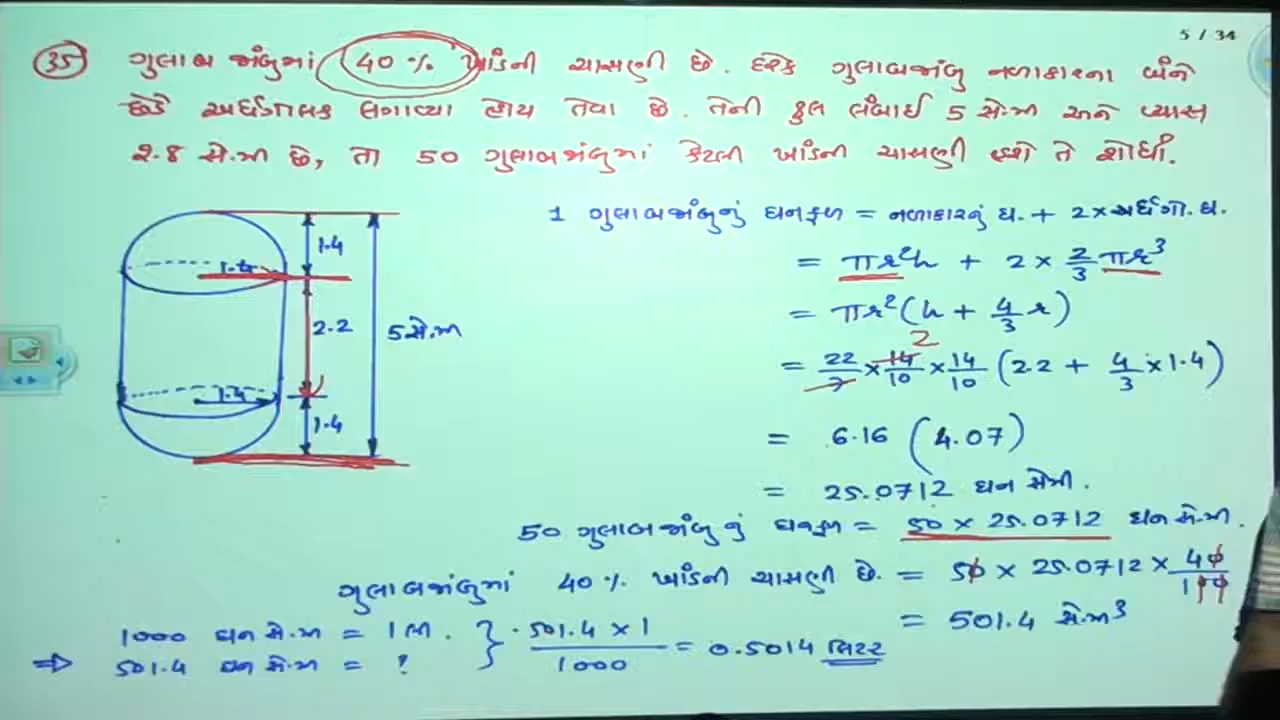 5 / 34
(35) ગુલાબ જાંબુમાં 40 % ખાંડની ચાસણી છે. દરેક ગુલાબજાંબુ નળાકારના બંને
છેડે અર્ધગોલક લગાવ્યા હોય તેવા છે. તેની કુલ લંબાઈ 5 સે.મી અને વ્યાસ
2.8 સે.મી છે, તો 50 ગુલાબજાંબુમાં કેટલી ખાંડની ચાસણી હશે તે શોધો.
1.4
1.4
2.2
5 સે.મી
1.4
1.4
1 ગુલાબજાંબુનું ઘનફળ = નળાકારનું ઘ. + 2 × અર્ધગો. ઘ.
= πr²h + 2 × 2/3 πr³
= πr² (h + 4/3 r)
= 22/7 × 14/10 × 14/10 (2.2 + 4/3 × 1.4)
2
= 6.16 (4.07)
= 25.0712 ઘન સેમી.
50 ગુલાબજાંબુનું ઘનફળ = 50 × 25.0712 ઘન સે.મી.
ગુલાબજાંબુમાં 40 % ખાંડની ચાસણી છે. = 50 × 25.0712 × 40/100
= 501.4 સે.મી³
1000 ઘન સે.મી = 1 લિ. } 501.4 × 1 / 1000 = 0.5014 લિટર
⇒ 501.4 ઘન સે.મી = ?